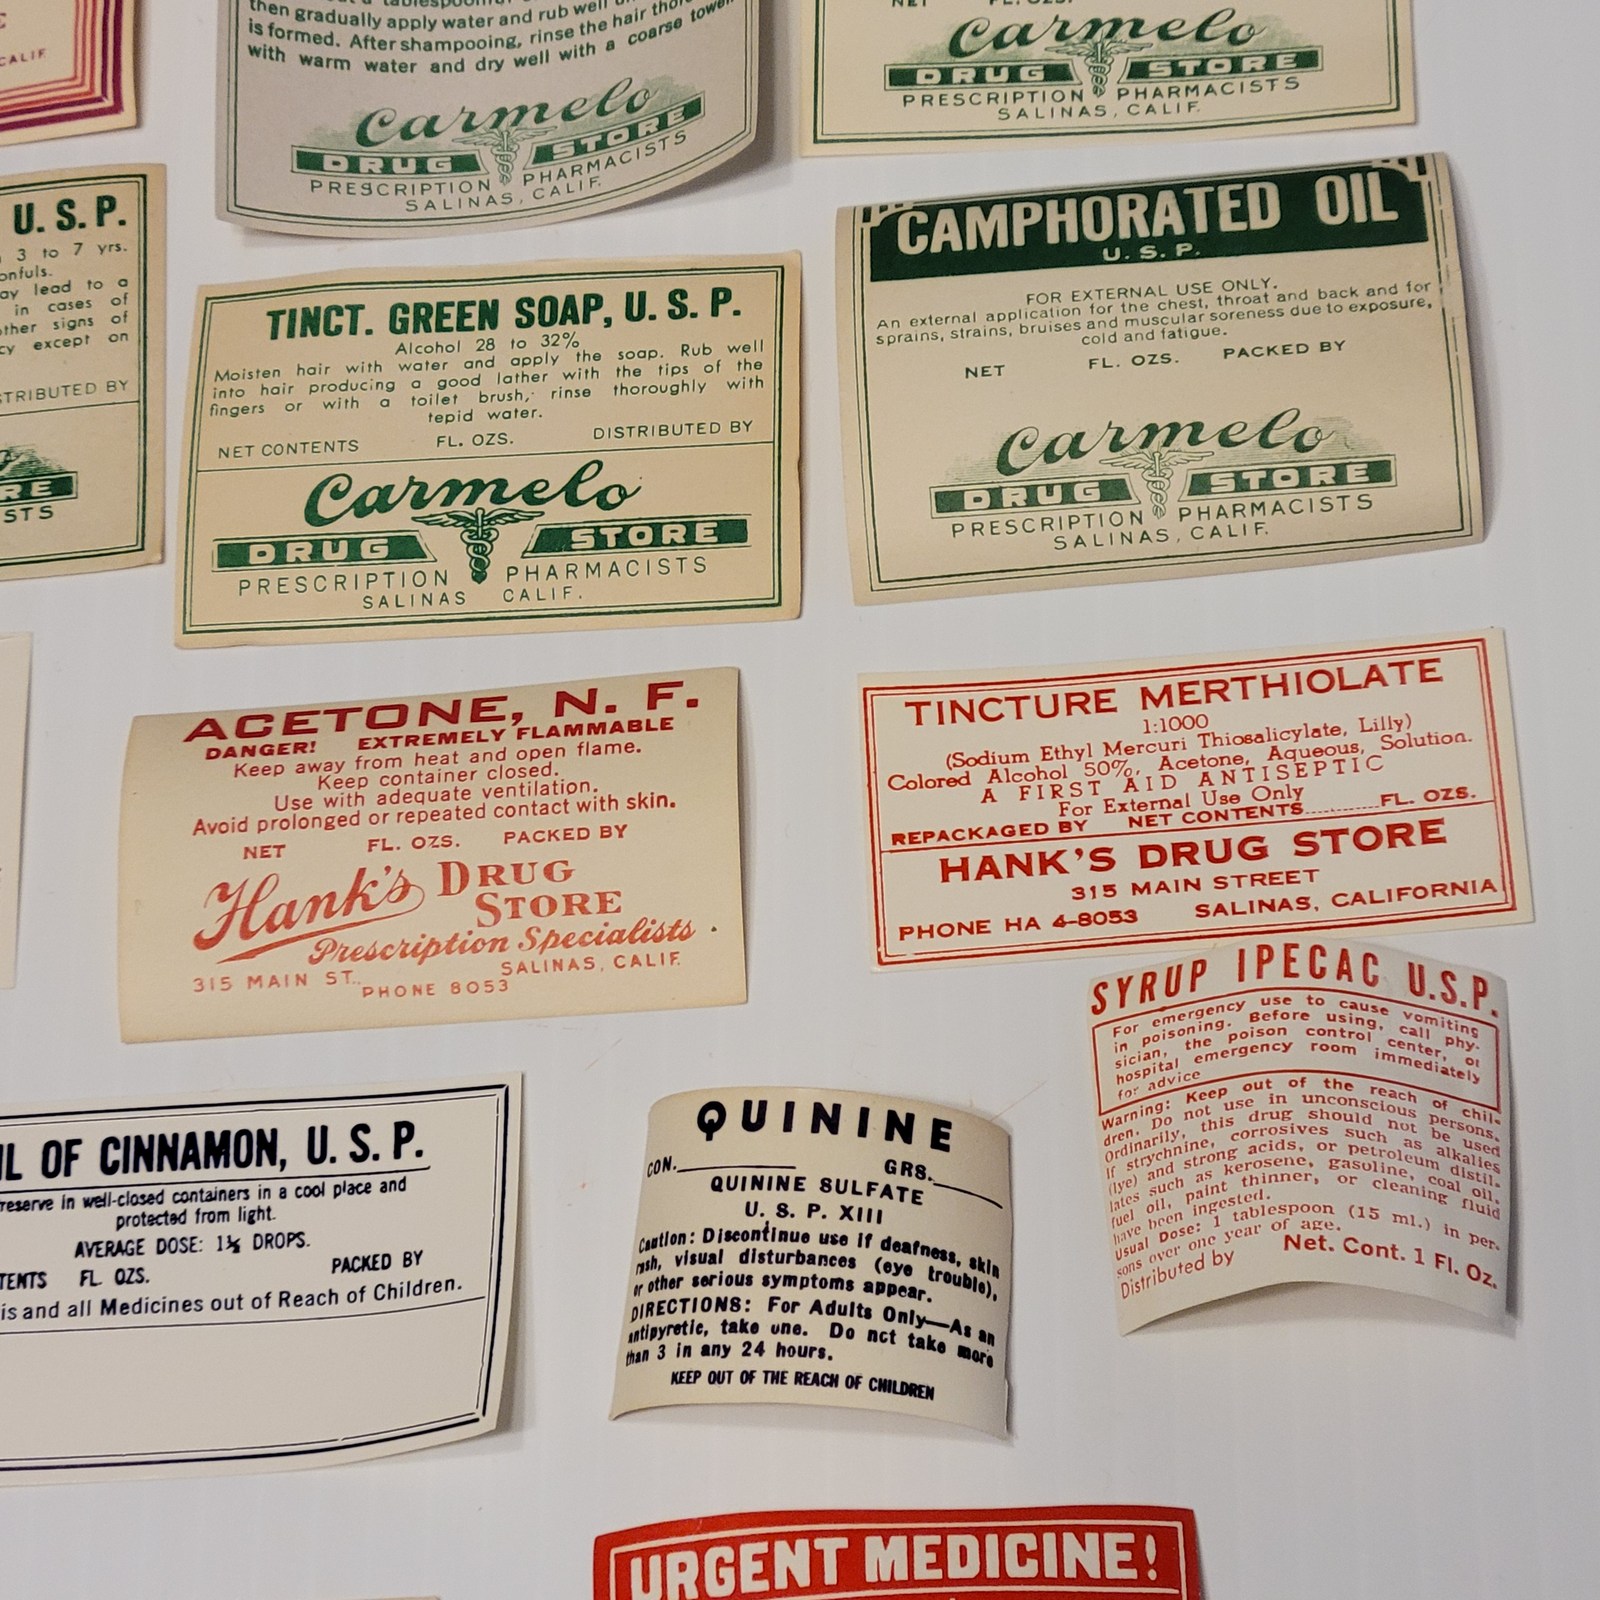 CALIF.
then gradually apply water and rub well
is formed. After shampooing, rinse the hair
with warm water and dry well with a coarse towel
Carmelo
DRUG STORE
PRESCRIPTION PHARMACISTS
SALINAS, CALIF.
Carmelo
DRUG STORE
PRESCRIPTION PHARMACISTS
SALINAS, CALIF.
U. S. P.
3 to 7 yrs.
lead to a
in cases of
signs of
except on
BY
TINCT. GREEN SOAP, U. S. P.
Alcohol 28 to 32%
Moisten hair with water and apply the soap. Rub well
into hair producing a good lather with the tips of the
fingers or with a toilet brush, rinse thoroughly with
tepid water.
NET CONTENTS FL. OZS. DISTRIBUTED BY
Carmelo
DRUG STORE
PRESCRIPTION PHARMACISTS
SALINAS CALIF.
CAMPHORATED OIL
U. S. P.
FOR EXTERNAL USE ONLY.
An external application for the chest, throat and back and for
sprains, strains, bruises and muscular soreness due to exposure,
cold and fatigue.
NET FL. OZS. PACKED BY
Carmelo
DRUG STORE
PRESCRIPTION PHARMACISTS
SALINAS, CALIF.
ACETONE, N. F.
DANGER! EXTREMELY FLAMMABLE
Keep away from heat and open flame.
Keep container closed.
Use with adequate ventilation.
Avoid prolonged or repeated contact with skin.
NET FL. OZS. PACKED BY
Hank's DRUG
STORE
Prescription Specialists
315 MAIN ST., PHONE 8053 SALINAS, CALIF.
TINCTURE MERTHIOLATE
1:1000
(Sodium Ethyl Mercuri Thiosalicylate, Lilly)
Colored Alcohol 50%, Acetone, Aqueous, Solution.
A FIRST AID ANTISEPTIC
For External Use Only
REPACKAGED BY NET CONTENTS............FL. OZS.
HANK'S DRUG STORE
315 MAIN STREET
PHONE HA 4-8053 SALINAS, CALIFORNIA
SYRUP IPECAC U.S.P.
For emergency use to cause vomiting
in poisoning. Before using, call phy-
sician, the poison control center, or
hospital emergency room immediately
for advice
Warning: Keep out of the reach of chil-
dren. Do not use in unconscious persons.
Ordinarily, this drug should not be used
if strychnine, corrosives such as alkalies
(lye) and strong acids, or petroleum distil-
lates such as kerosene, gasoline, coal oil,
fuel oil, paint thinner, or cleaning fluid
have been ingested.
Usual Dose: 1 tablespoon (15 ml.) in per-
sons over one year of age.
Distributed by Net. Cont. 1 Fl. Oz.
OF CINNAMON, U. S. P.
in well-closed containers in a cool place and
protected from light.
AVERAGE DOSE: 1½ DROPS.
FL. OZS. PACKED BY
and all Medicines out of Reach of Children.
QUININE
CON.__________ GRS.__________
QUININE SULFATE
U. S. P. XIII
Caution: Discontinue use if deafness, skin
rash, visual disturbances (eye trouble),
or other serious symptoms appear.
DIRECTIONS: For Adults Only—As an
antipyretic, take one. Do not take more
than 3 in any 24 hours.
KEEP OUT OF THE REACH OF CHILDREN
URGENT MEDICINE!